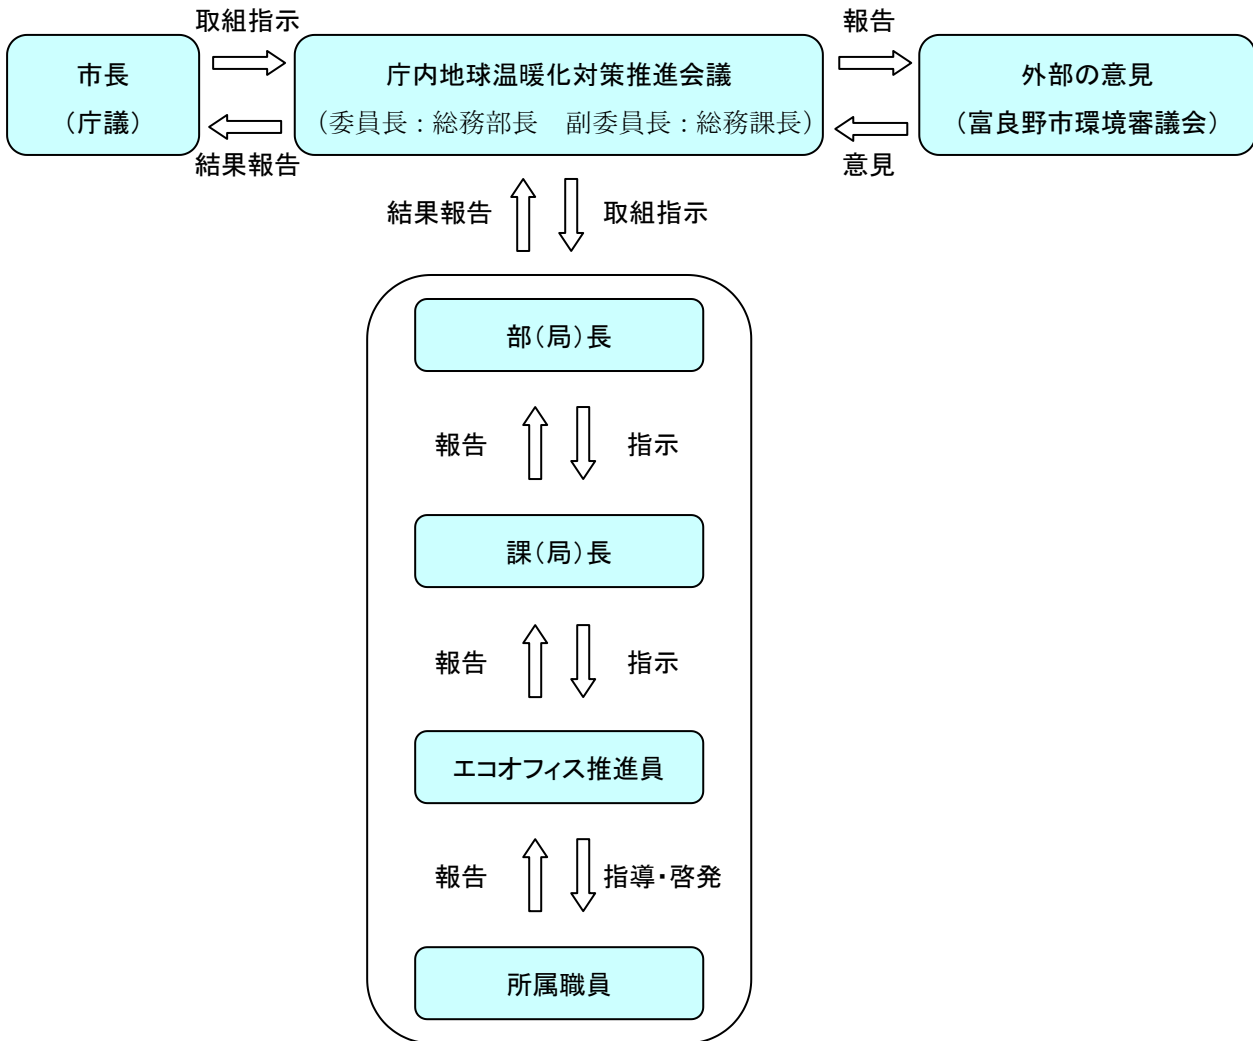 取組指示
報告
市長
（庁議）
庁内地球温暖化対策推進会議
（委員長：総務部長　副委員長：総務課長）
外部の意見
（富良野市環境審議会）
結果報告
意見
結果報告
取組指示
部（局）長
報告
指示
課（局）長
報告
指示
エコオフィス推進員
報告
指導・啓発
所属職員